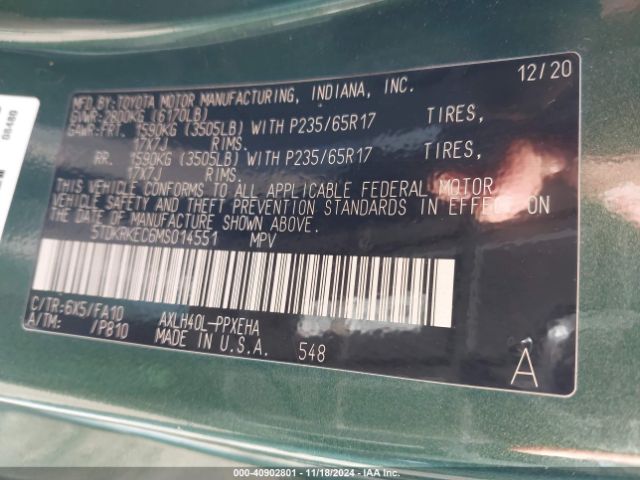 12/20
MFD. BY: TOYOTA MOTOR MANUFACTURING, INDIANA, INC.
GVWR: 2800KG (6170LB)
GAWR: FRT. 1590KG (3505LB) WITH P235/65R17 TIRES,
17X7J RIMS.
RR. 1590KG (3505LB) WITH P235/65R17 TIRES,
17X7J RIMS.
THIS VEHICLE CONFORMS TO ALL APPLICABLE FEDERAL MOTOR
VEHICLE SAFETY AND THEFT PREVENTION STANDARDS IN EFFECT ON
THE DATE OF MANUFACTURE SHOWN ABOVE.
5TDKRKEC6MS014551 MPV
C/TR: 6X5/FA10 AXLH40L-PPXEHA
A/TM: /P810 MADE IN U.S.A. 548
A
08480
000-40902801 - 11/18/2024 - IAA Inc.